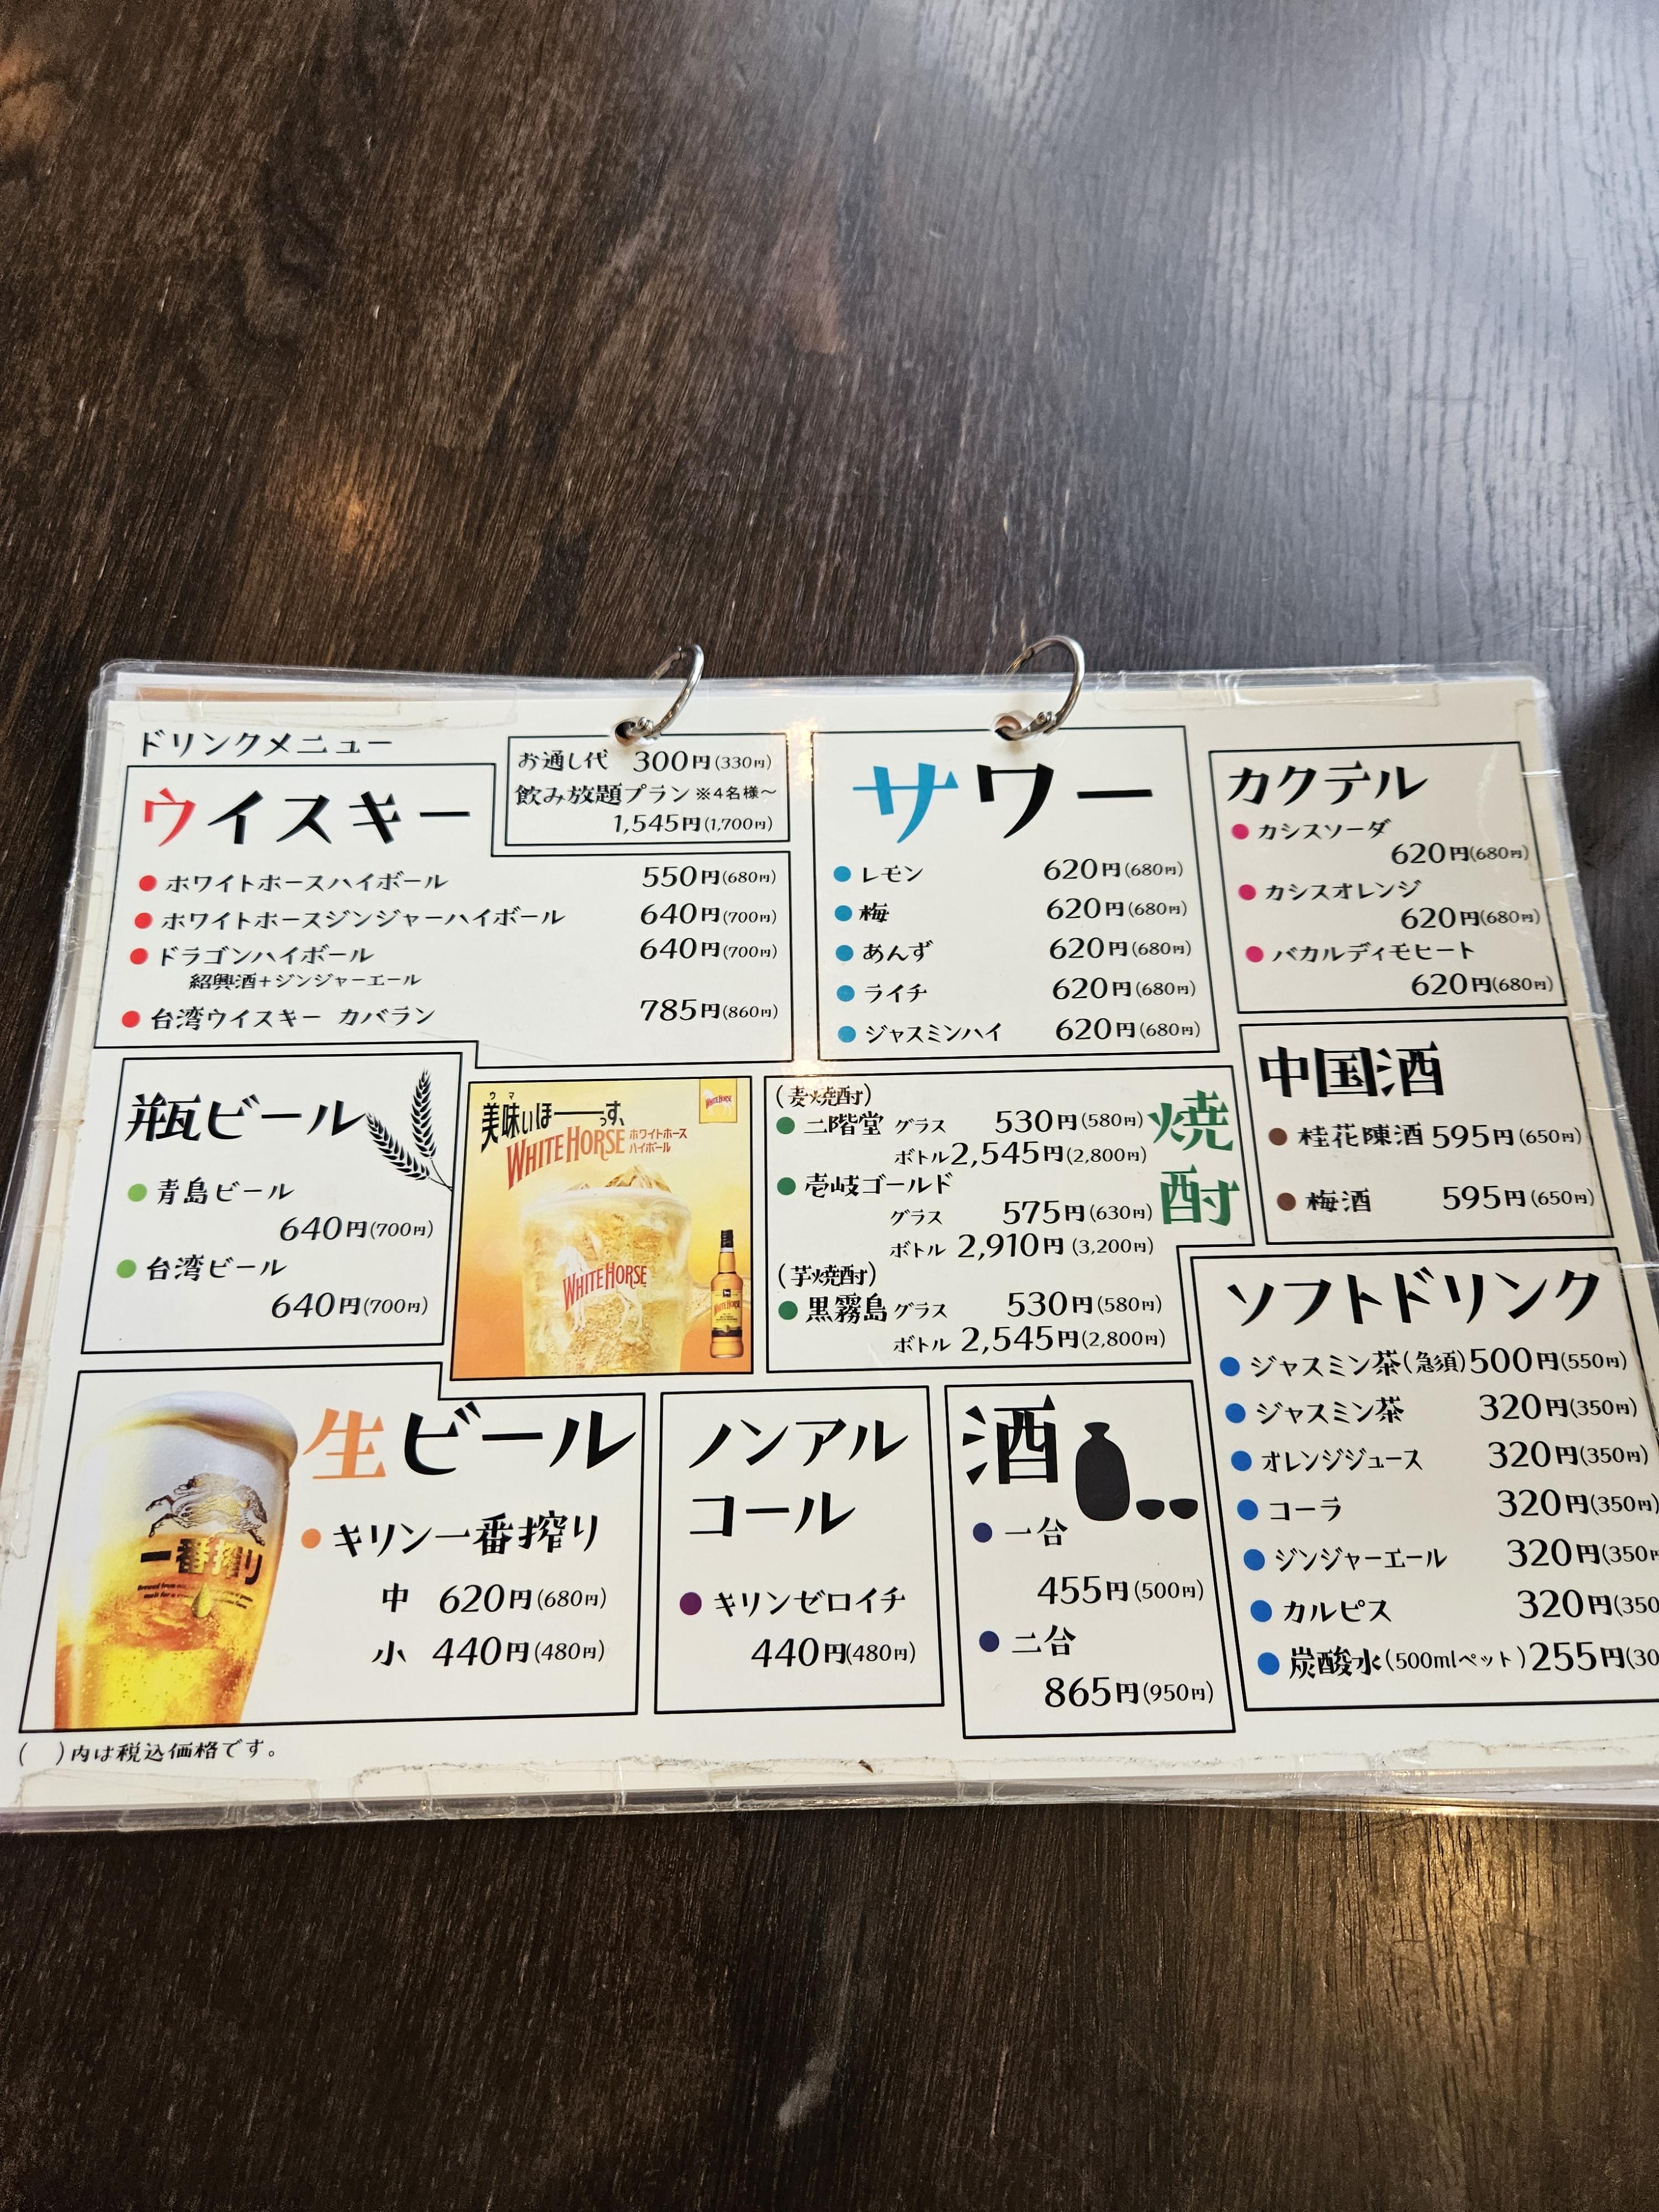 ドリンクメニュー
ウイスキー
ホワイトホースハイボール 550円(680円)
ホワイトホースジンジャーハイボール 640円(700円)
ドラゴンハイボール 640円(700円)
紹興酒+ジンジャーエール
台湾ウイスキー カバラン 785円(860円)
お通し代 300円(330円)
飲み放題プラン ※4名様〜
1,545円(1,700円)
サワー
レモン 620円(680円)
梅 620円(680円)
あんず 620円(680円)
ライチ 620円(680円)
ジャスミンハイ 620円(680円)
カクテル
カシスソーダ
620円(680円)
カシスオレンジ
620円(680円)
バカルディモヒート
620円(680円)
瓶ビール
青島ビール
640円(700円)
台湾ビール
640円(700円)
ウマ
美味いほーーっす、
WHITE HORSE ホワイトホース
ハイボール
WHITE HORSE
WHITE HORSE
WHITE HORSE
焼酎
(麦焼酎)
二階堂 グラス 530円(580円)
ボトル 2,545円(2,800円)
壱岐ゴールド
グラス 575円(630円)
ボトル 2,910円(3,200円)
(芋焼酎)
黒霧島 グラス 530円(580円)
ボトル 2,545円(2,800円)
中国酒
桂花陳酒 595円(650円)
梅酒 595円(650円)
生ビール
キリン一番搾り
中 620円(680円)
小 440円(480円)
一番搾り
ノンアル
コール
キリンゼロイチ
440円(480円)
酒
一合
455円(500円)
二合
865円(950円)
ソフトドリンク
ジャスミン茶(急須) 500円(550円)
ジャスミン茶 320円(350円)
オレンジジュース 320円(350円)
コーラ 320円(350円)
ジンジャーエール 320円(350円
カルピス 320円(350
炭酸水(500mlペット) 255円(30
( )内は税込価格です。